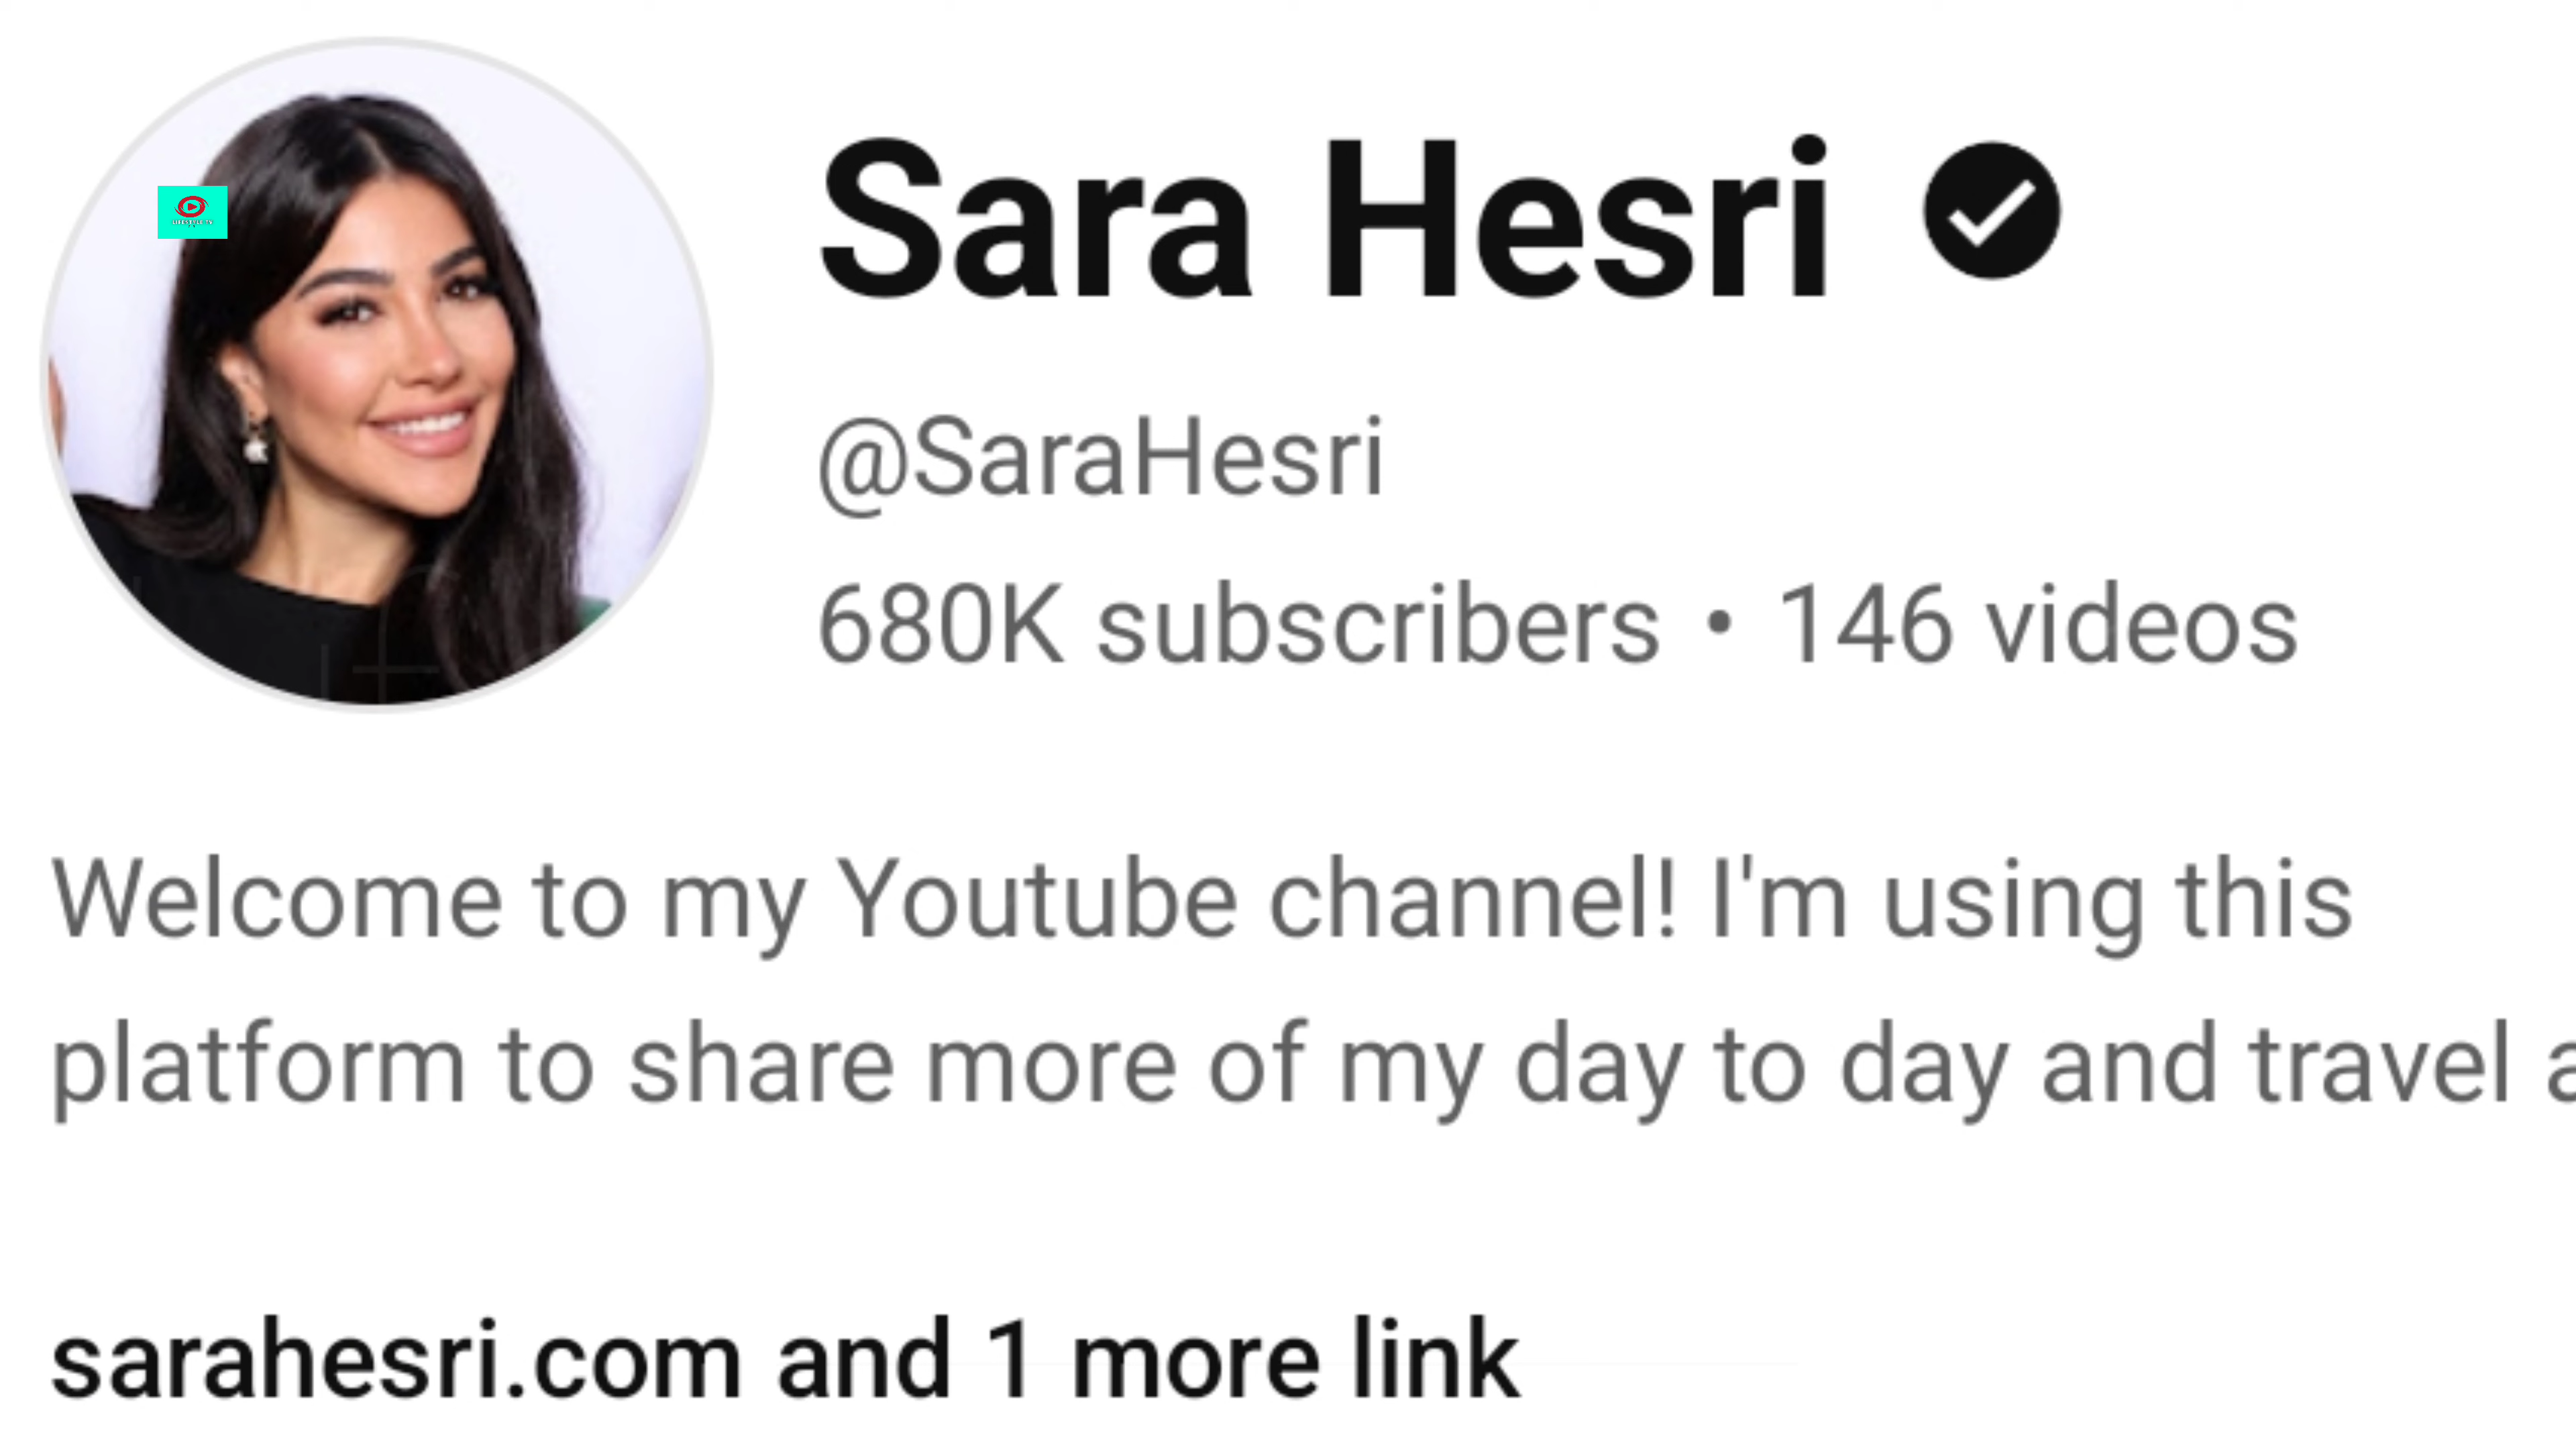 Sara Hesri
@SaraHesri
680K subscribers • 146 videos
Welcome to my Youtube channel! I'm using this
platform to share more of my day to day and travel a
sarahesri.com and 1 more link